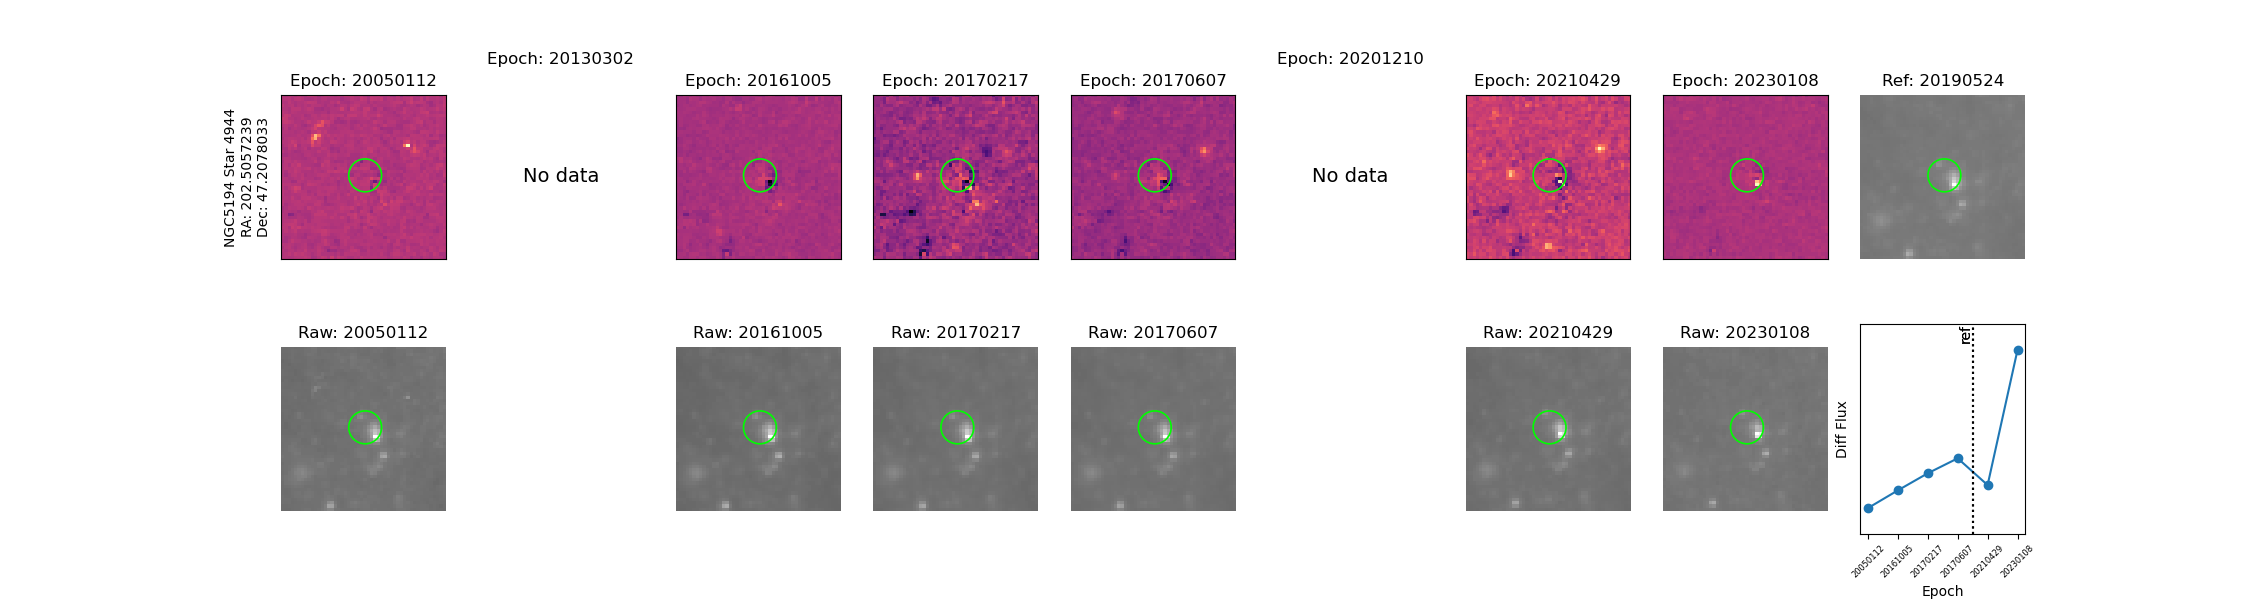 Epoch: 20130302
Epoch: 20201210
Epoch: 20050112
Epoch: 20161005
Epoch: 20170217
Epoch: 20170607
Epoch: 20210429
Epoch: 20230108
Ref: 20190524
NGC5194 Star 4944
RA: 202.5057239
Dec: 47.2078033
No data
No data
Raw: 20050112
Raw: 20161005
Raw: 20170217
Raw: 20170607
Raw: 20210429
Raw: 20230108
ref
Diff Flux
20050112
20161005
20170217
20170607
20210429
20230108
Epoch